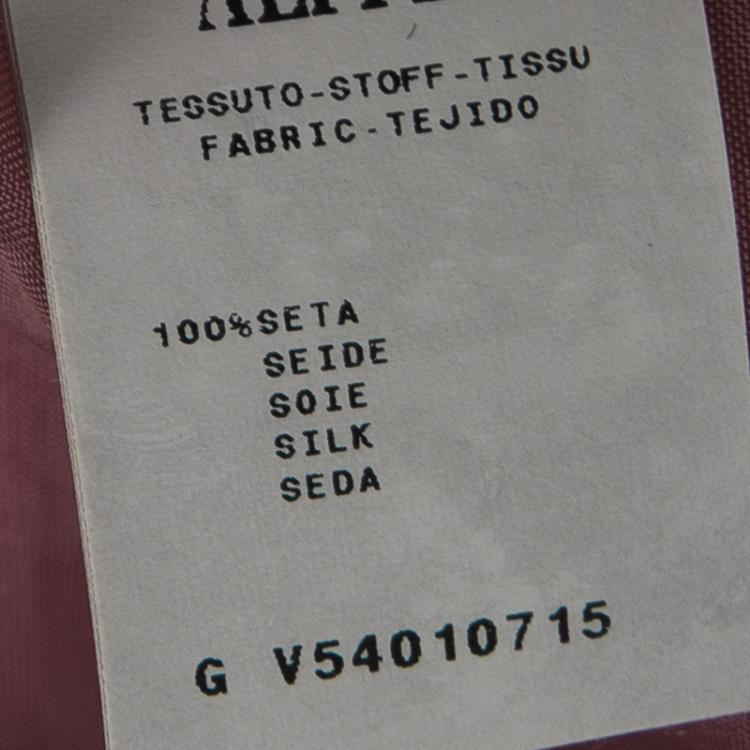 TESSUTO-STOFF-TISSU
FABRIC-TEJIDO
100%SETA
SEIDE
SOIE
SILK
SEDA
G V54010715